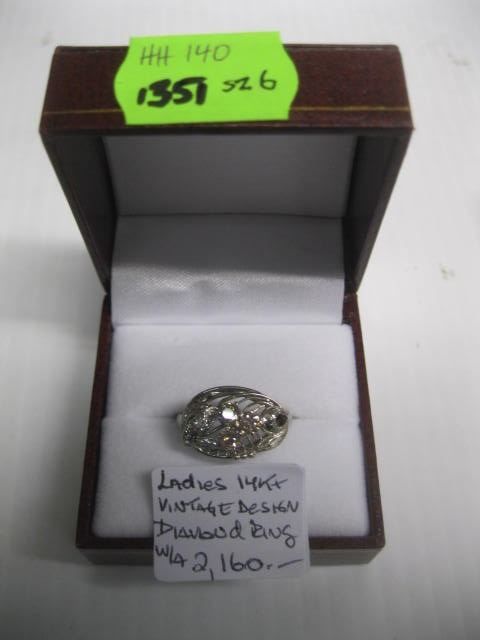 HH 140
1351 SZ 6
LADIES 14KT
VINTAGE DESIGN
DIAMOND RING
W/A 2,160.-